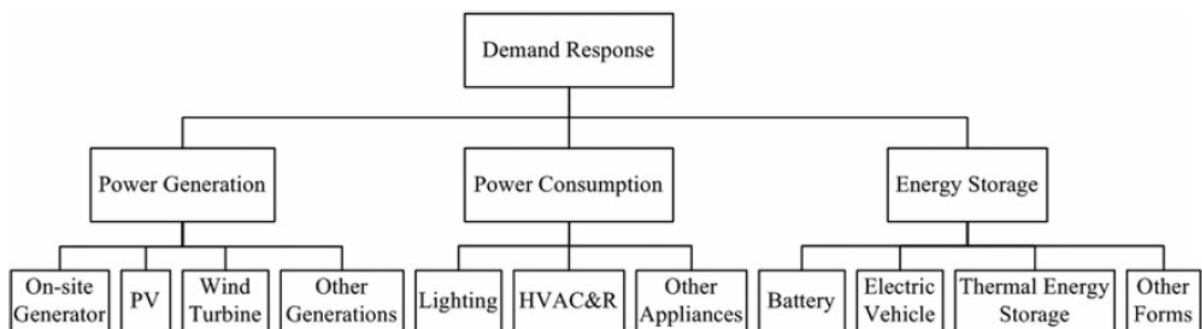 Demand Response
Power Generation
Power Consumption
Energy Storage
On-site
Generator
PV
Wind
Turbine
Other
Generations
Lighting
HVAC&R
Other
Appliances
Battery
Electric
Vehicle
Thermal Energy
Storage
Other
Forms